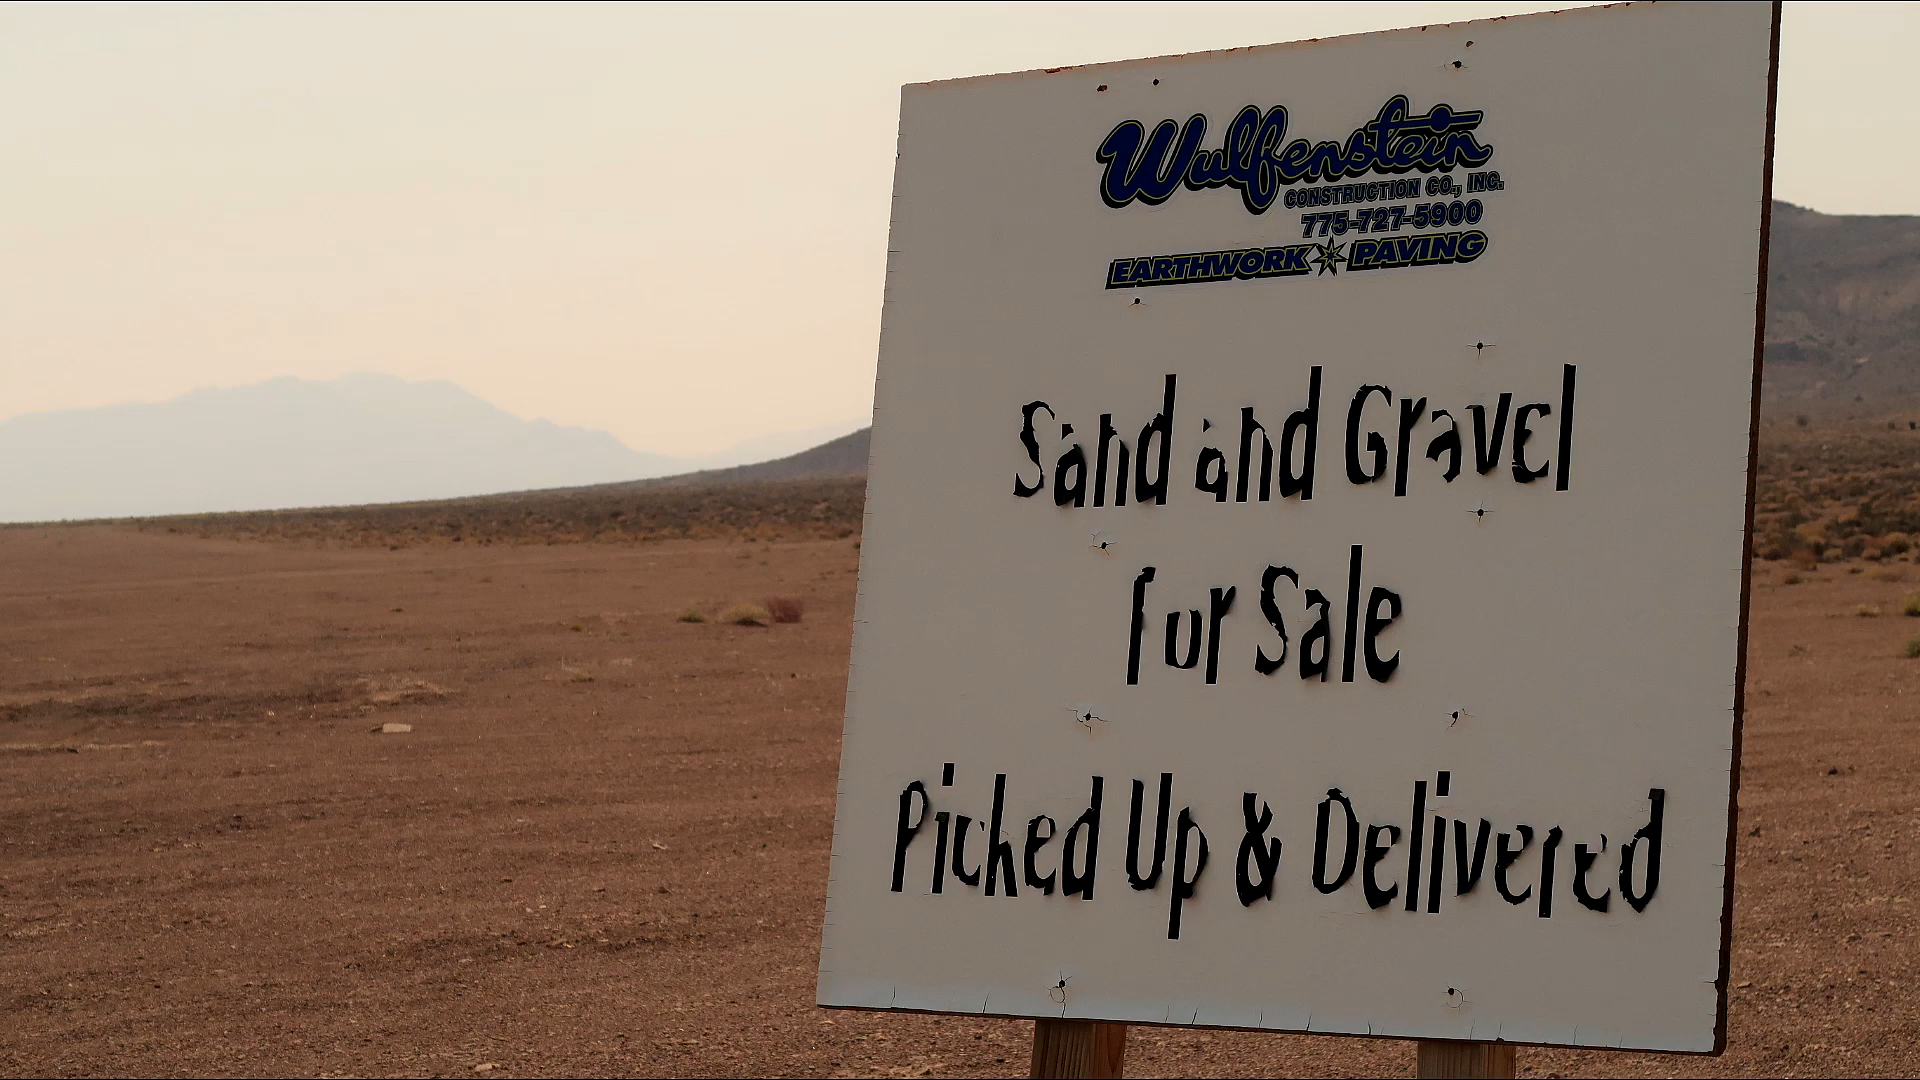 Wulfenstein
CONSTRUCTION CO., INC.
775-727-5900
EARTHWORK PAVING
Sand and Gravel
for Sale
Picked Up & Delivered